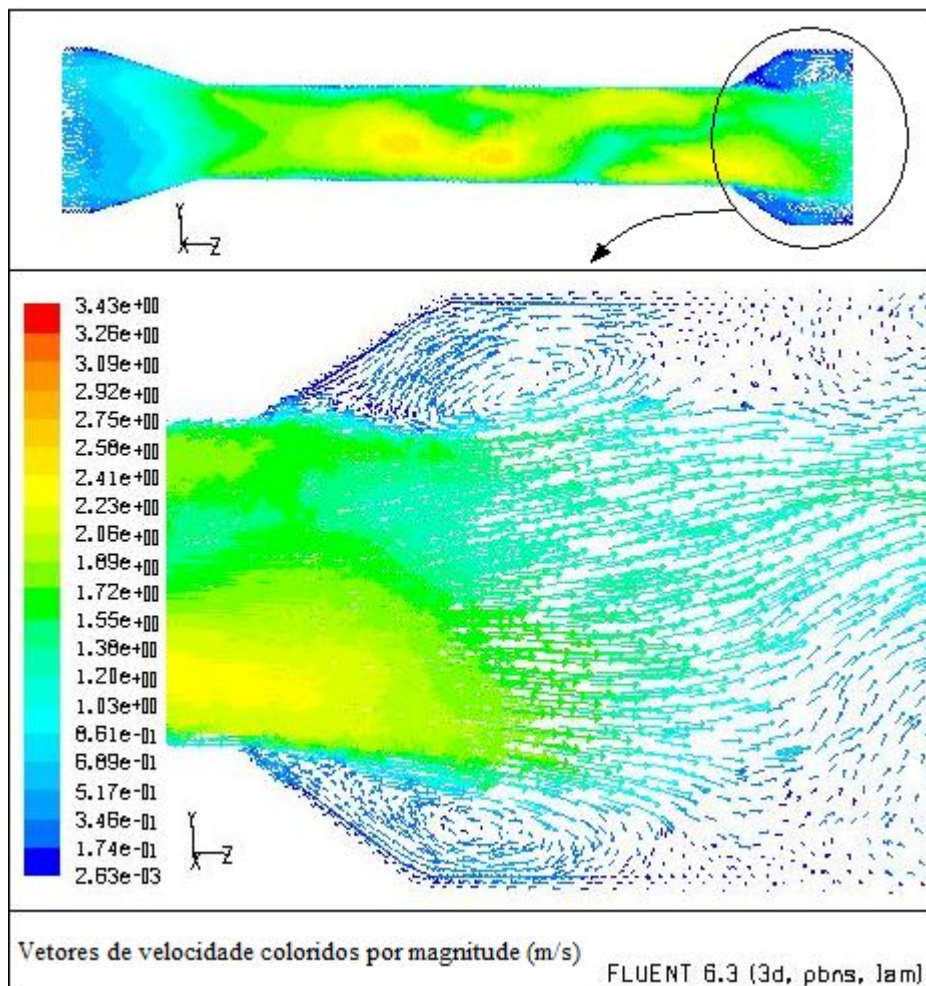 Y
X Z
3.43e+00
3.26e+00
3.09e+00
2.92e+00
2.75e+00
2.58e+00
2.41e+00
2.23e+00
2.06e+00
1.89e+00
1.72e+00
1.55e+00
1.38e+00
1.20e+00
1.03e+00
8.61e-01
6.89e-01
5.17e-01
3.45e-01
1.74e-01
2.63e-03
Y
X Z
Vetores de velocidade coloridos por magnitude (m/s)
FLUENT 6.3 (3d, pbns, lam)